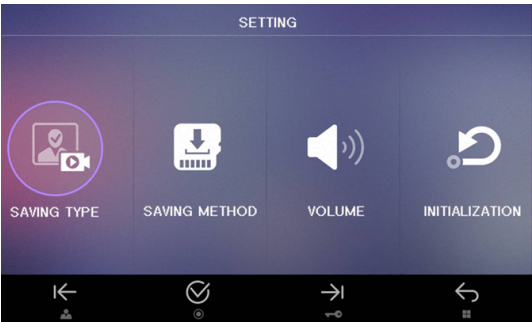 SETTING
SAVING TYPE
SAVING METHOD
VOLUME
INITIALIZATION